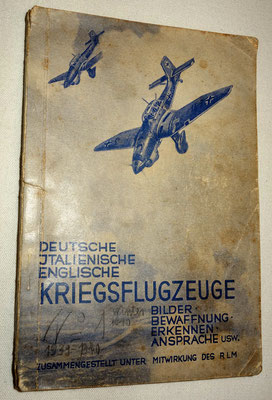 DEUTSCHE
JTALIENISCHE
ENGLISCHE
KRIEGSFLUGZEUGE
BILDER·
BEWAFFNUNG·
ERKENNEN·
ANSPRACHE USW.
ZUSAMMENGESTELLT UNTER MITWIRKUNG DES R.L.M